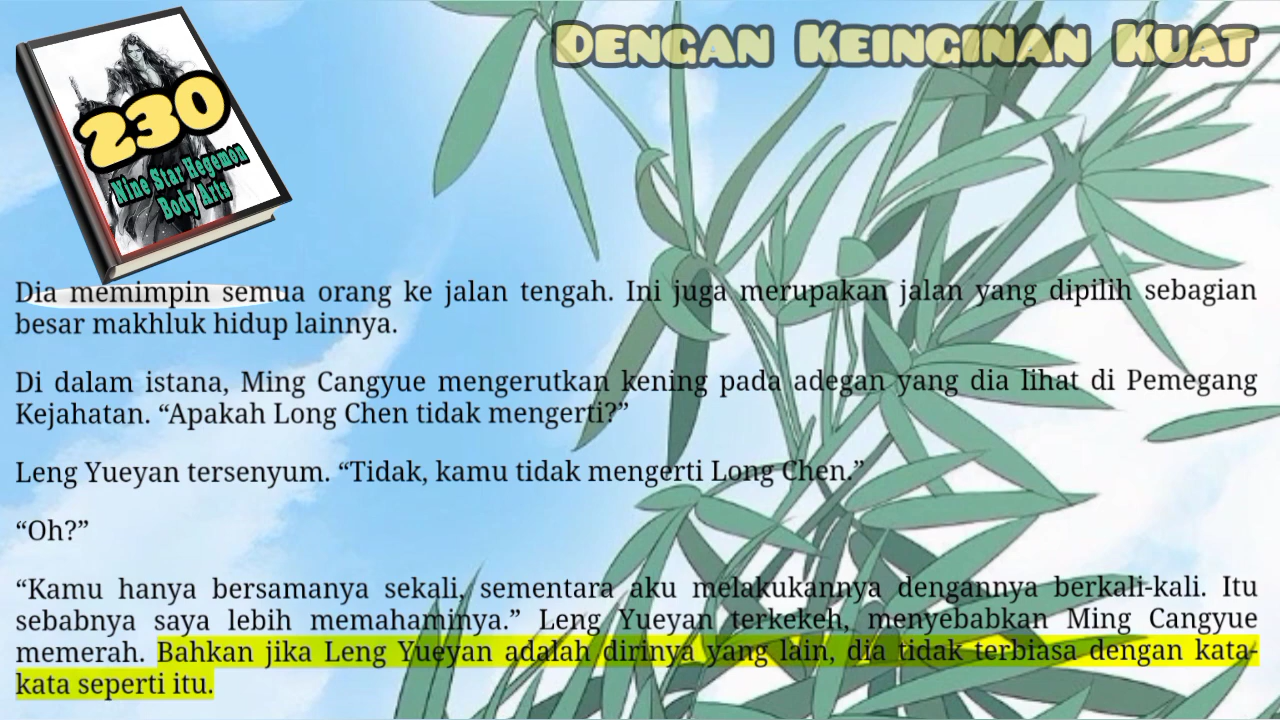 Dengan Keinginan Kuat
230
Nine Star Hegemon
Body Arts
Dia memimpin semua orang ke jalan tengah. Ini juga merupakan jalan yang dipilih sebagian
besar makhluk hidup lainnya.
Di dalam istana, Ming Cangyue mengerutkan kening pada adegan yang dia lihat di Pemegang
Kejahatan. “Apakah Long Chen tidak mengerti?”
Leng Yueyan tersenyum. “Tidak, kamu tidak mengerti Long Chen.”
“Oh?”
“Kamu hanya bersamanya sekali, sementara aku melakukannya dengannya berkali-kali. Itu
sebabnya saya lebih memahaminya.” Leng Yueyan terkekeh, menyebabkan Ming Cangyue
memerah. Bahkan jika Leng Yueyan adalah dirinya yang lain, dia tidak terbiasa dengan kata-
kata seperti itu.